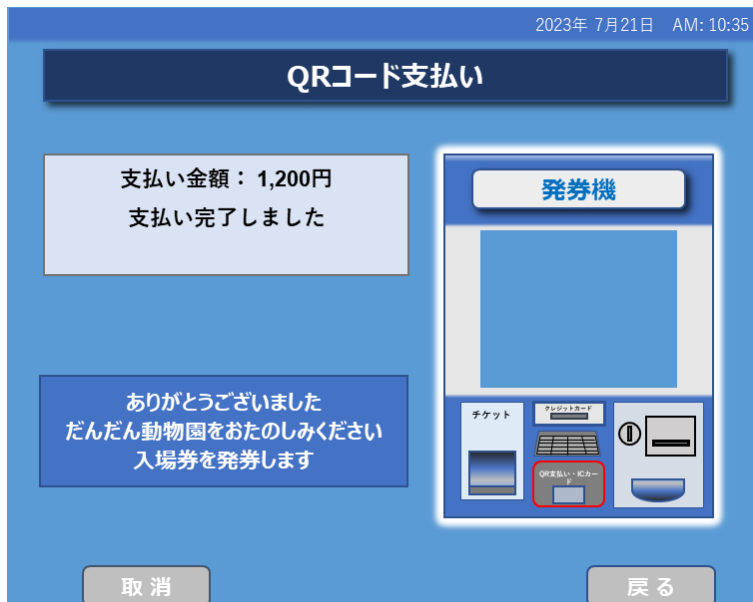 2023年 7月21日 AM: 10:35
QRコード支払い
支払い金額： 1,200円
支払い完了しました
発券機
ありがとうございました
だんだん動物園をおたのしみください
入場券を発券します
チケット
クレジットカード
QR支払い・ICカー
ド
取 消
戻 る